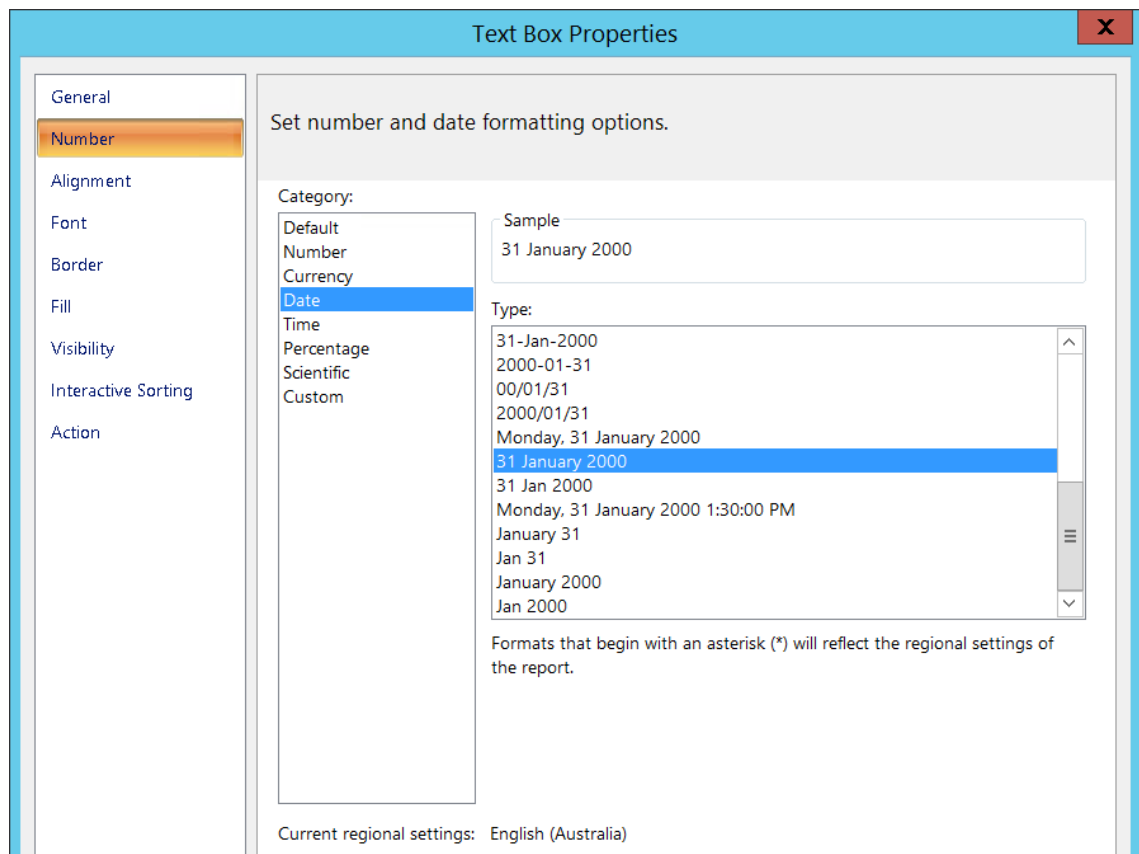 Text Box Properties
X
General
Number
Alignment
Font
Border
Fill
Visibility
Interactive Sorting
Action
Set number and date formatting options.
Category:
Default
Number
Currency
Date
Time
Percentage
Scientific
Custom
Sample
31 January 2000
Type:
31-Jan-2000
2000-01-31
00/01/31
2000/01/31
Monday, 31 January 2000
31 January 2000
31 Jan 2000
Monday, 31 January 2000 1:30:00 PM
January 31
Jan 31
January 2000
Jan 2000
Formats that begin with an asterisk (*) will reflect the regional settings of
the report.
Current regional settings: English (Australia)